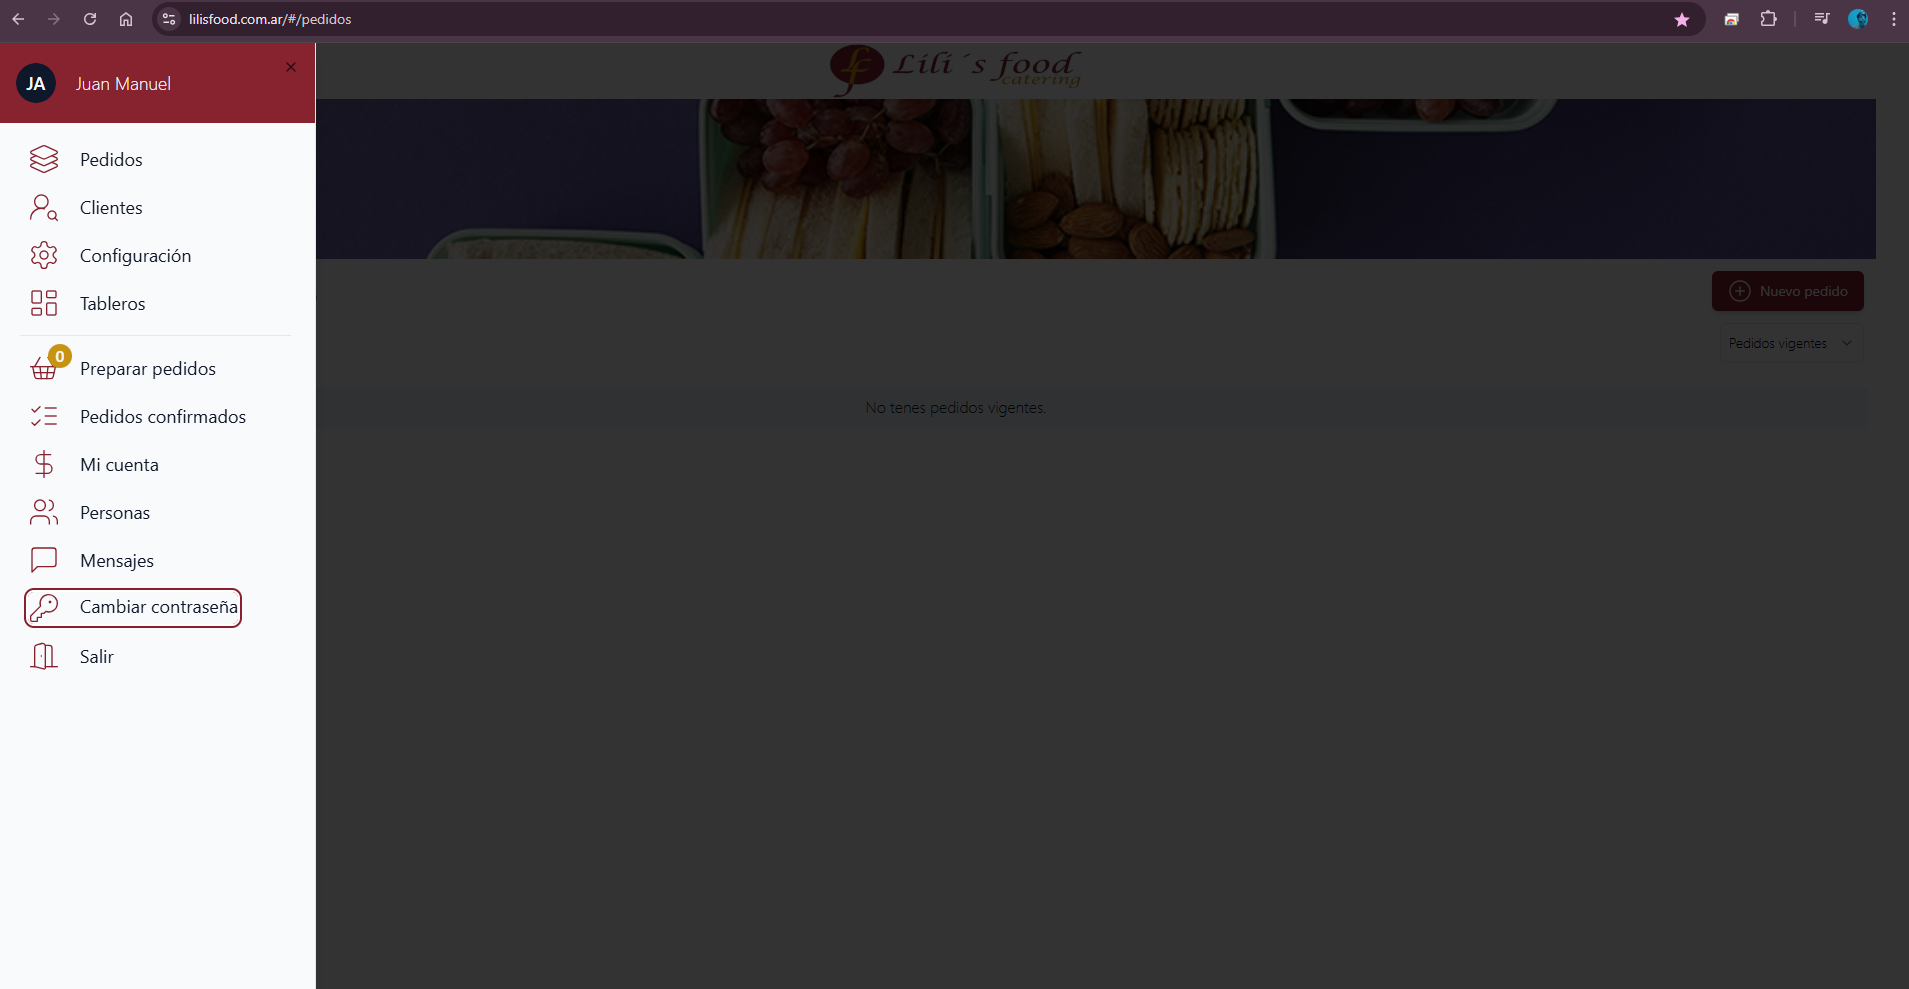 lilisfood.com.ar/#/pedidos
JA
Juan Manuel
Lili´s food
catering
Pedidos
Clientes
Configuración
Tableros
Nuevo pedido
Pedidos vigentes
0
Preparar pedidos
No tenes pedidos vigentes.
Pedidos confirmados
Mi cuenta
Personas
Mensajes
Cambiar contraseña
Salir